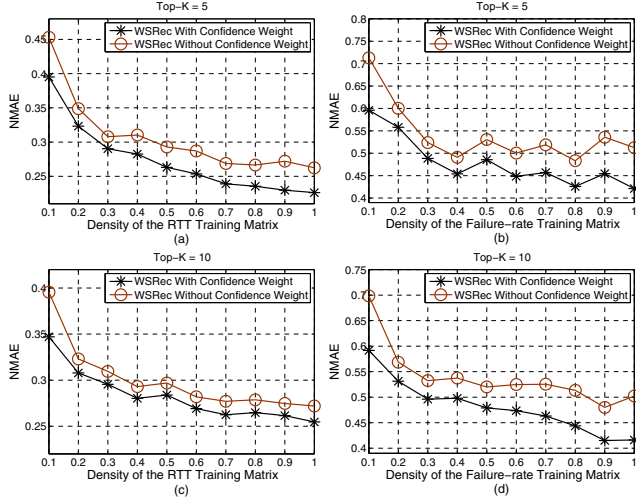 Top-K = 5
WSRec With Confidence Weight
WSRec Without Confidence Weight
NMAE
0.45
0.4
0.35
0.3
0.25
0.1 0.2 0.3 0.4 0.5 0.6 0.7 0.8 0.9 1
Density of the RTT Training Matrix
(a)
Top-K = 5
WSRec With Confidence Weight
WSRec Without Confidence Weight
NMAE
0.8
0.75
0.7
0.65
0.6
0.55
0.5
0.45
0.4
0.1 0.2 0.3 0.4 0.5 0.6 0.7 0.8 0.9 1
Density of the Failure-rate Training Matrix
(b)
Top-K = 10
WSRec With Confidence Weight
WSRec Without Confidence Weight
NMAE
0.4
0.35
0.3
0.25
0.1 0.2 0.3 0.4 0.5 0.6 0.7 0.8 0.9 1
Density of the RTT Training Matrix
(c)
Top-K = 10
WSRec With Confidence Weight
WSRec Without Confidence Weight
NMAE
0.75
0.7
0.65
0.6
0.55
0.5
0.45
0.4
0.1 0.2 0.3 0.4 0.5 0.6 0.7 0.8 0.9 1
Density of the Failure-rate Training Matrix
(d)